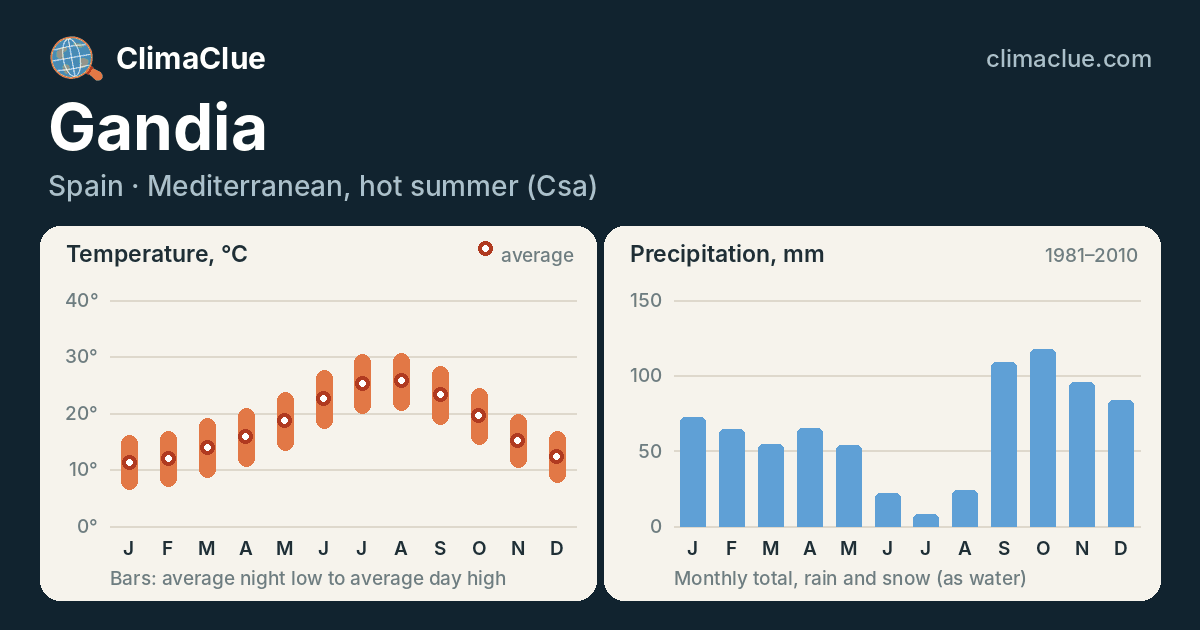 ClimaClue
climaclue.com
Gandia
Spain · Mediterranean, hot summer (Csa)
Temperature, °C
average
40°
30°
20°
10°
0°
J F M A M J J A S O N D
Bars: average night low to average day high
Precipitation, mm
1981–2010
150
100
50
0
J F M A M J J A S O N D
Monthly total, rain and snow (as water)